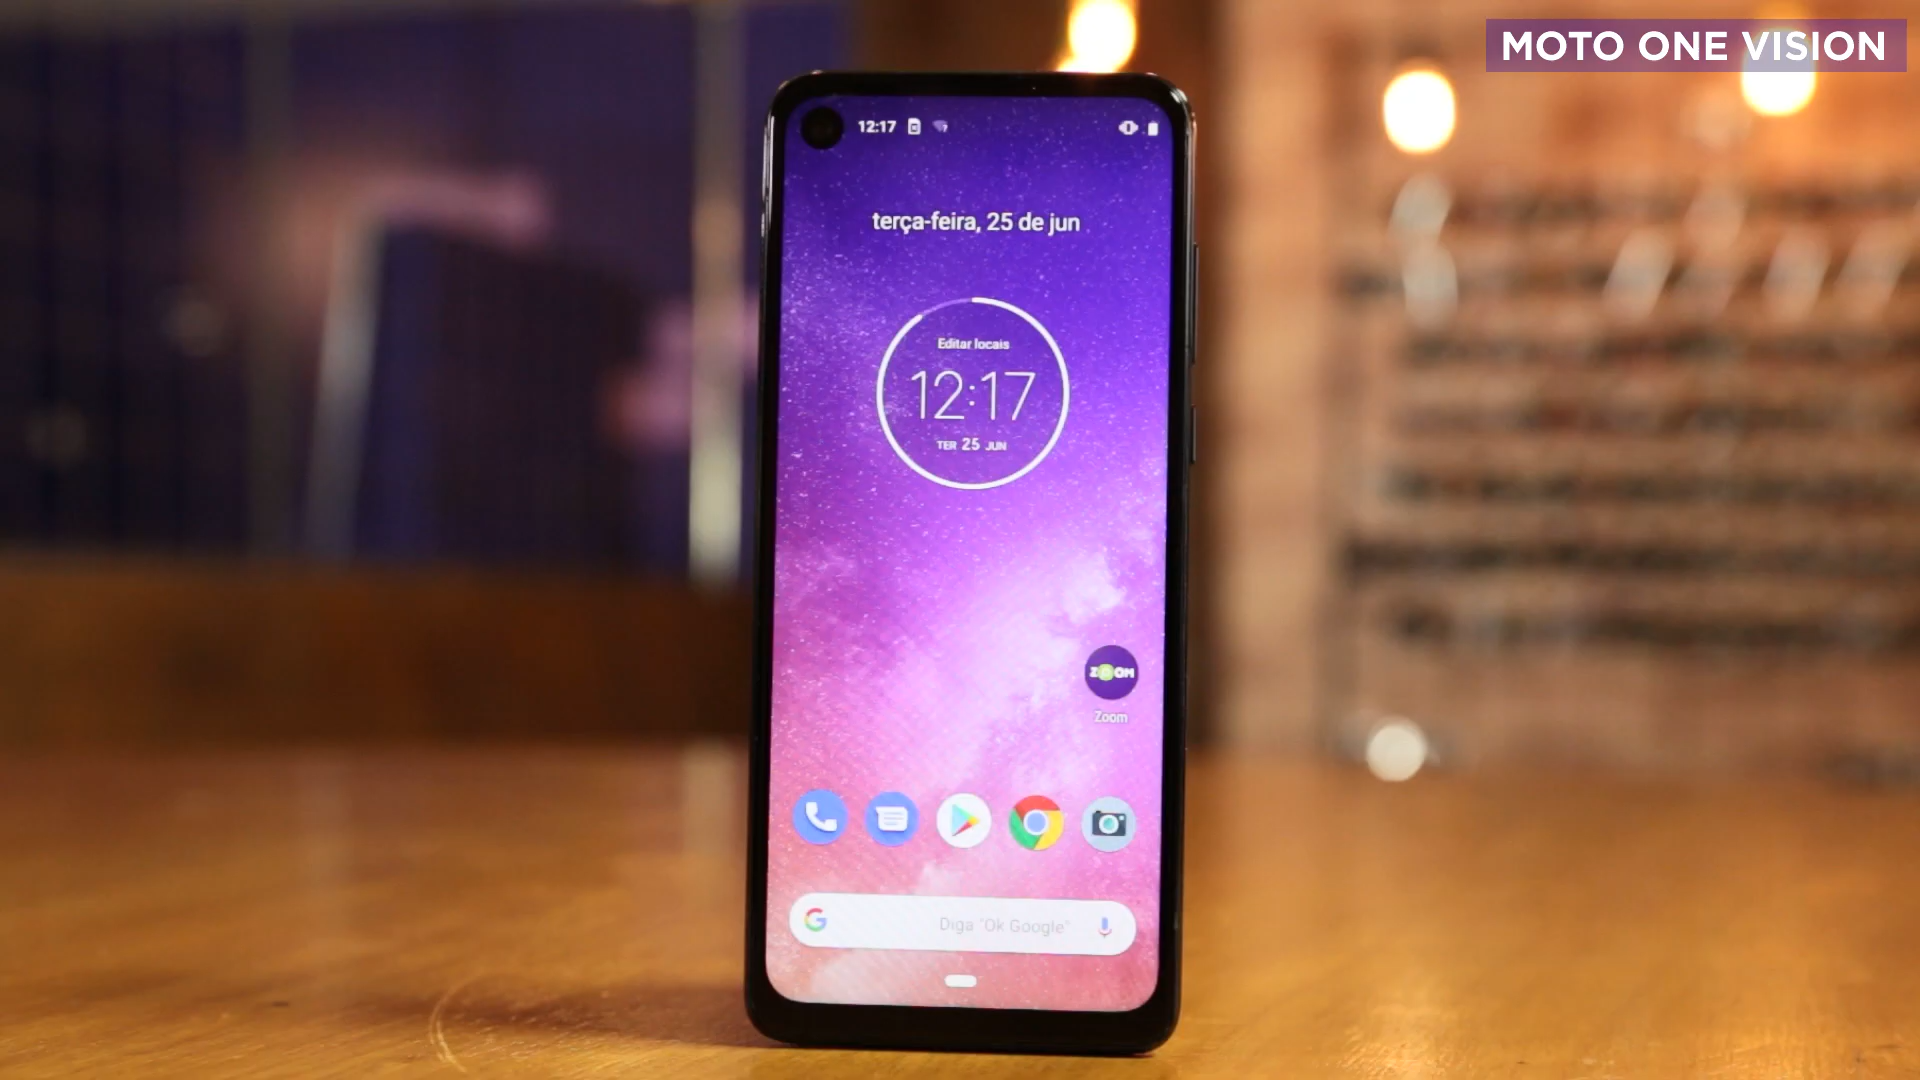 MOTO ONE VISION
12:17
terça-feira, 25 de jun
Editar locais
12:17
TER 25 JUN
ZOOM
Zoom
G
Diga "Ok Google"